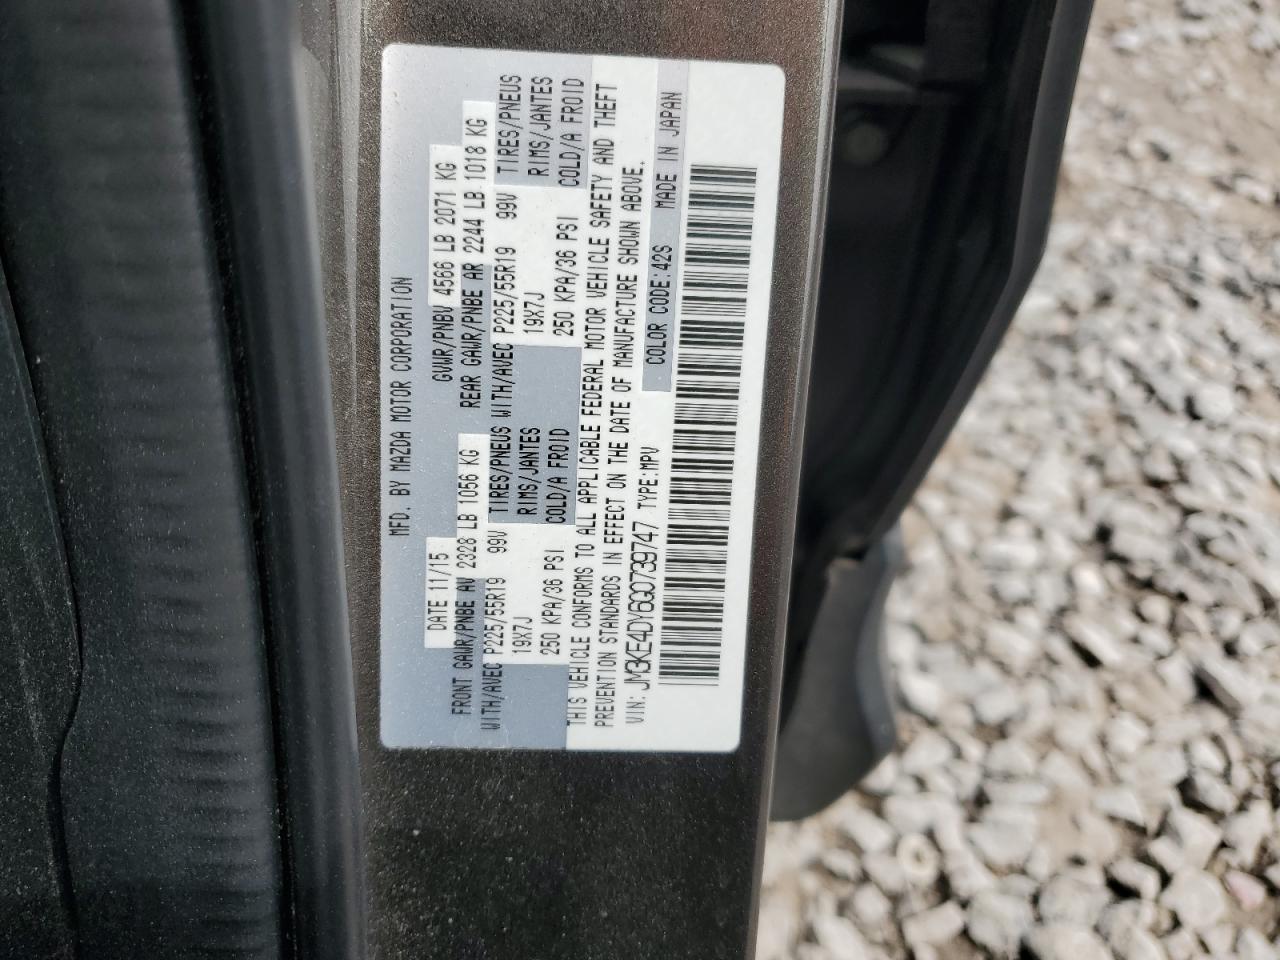 MFD. BY MAZDA MOTOR CORPORATION
DATE 11/15 GVWR/PNBV 4566 LB 2071 KG
FRONT GAWR/PNBE AV 2328 LB 1056 KG REAR GAWR/PNBE AR 2244 LB 1018 KG
WITH/AVEC P225/55R19 99V TIRES/PNEUS WITH/AVEC P225/55R19 99V TIRES/PNEUS
19X7J RIMS/JANTES 19X7J RIMS/JANTES
250 KPA/36 PSI COLD/A FROID 250 KPA/36 PSI COLD/A FROID
THIS VEHICLE CONFORMS TO ALL APPLICABLE FEDERAL MOTOR VEHICLE SAFETY AND THEFT
PREVENTION STANDARDS IN EFFECT ON THE DATE OF MANUFACTURE SHOWN ABOVE.
VIN: JM3KE4DY6G0739747 TYPE:MPV COLOR CODE:42S MADE IN JAPAN